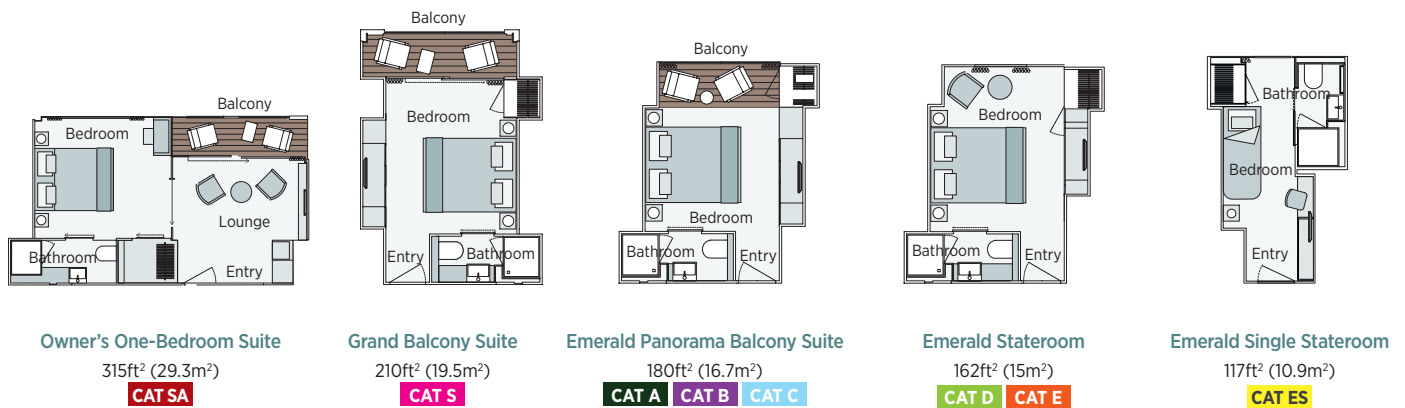 Balcony
Bedroom
Lounge
Bathroom
Entry
Owner's One-Bedroom Suite
315ft² (29.3m²)
CAT SA
Balcony
Bedroom
Entry
Bathroom
Grand Balcony Suite
210ft² (19.5m²)
CAT S
Balcony
Bedroom
Bathroom
Entry
Emerald Panorama Balcony Suite
180ft² (16.7m²)
CAT A CAT B CAT C
Bedroom
Bathroom
Entry
Emerald Stateroom
162ft² (15m²)
CAT D CAT E
Bathroom
Bedroom
Entry
Emerald Single Stateroom
117ft² (10.9m²)
CAT ES